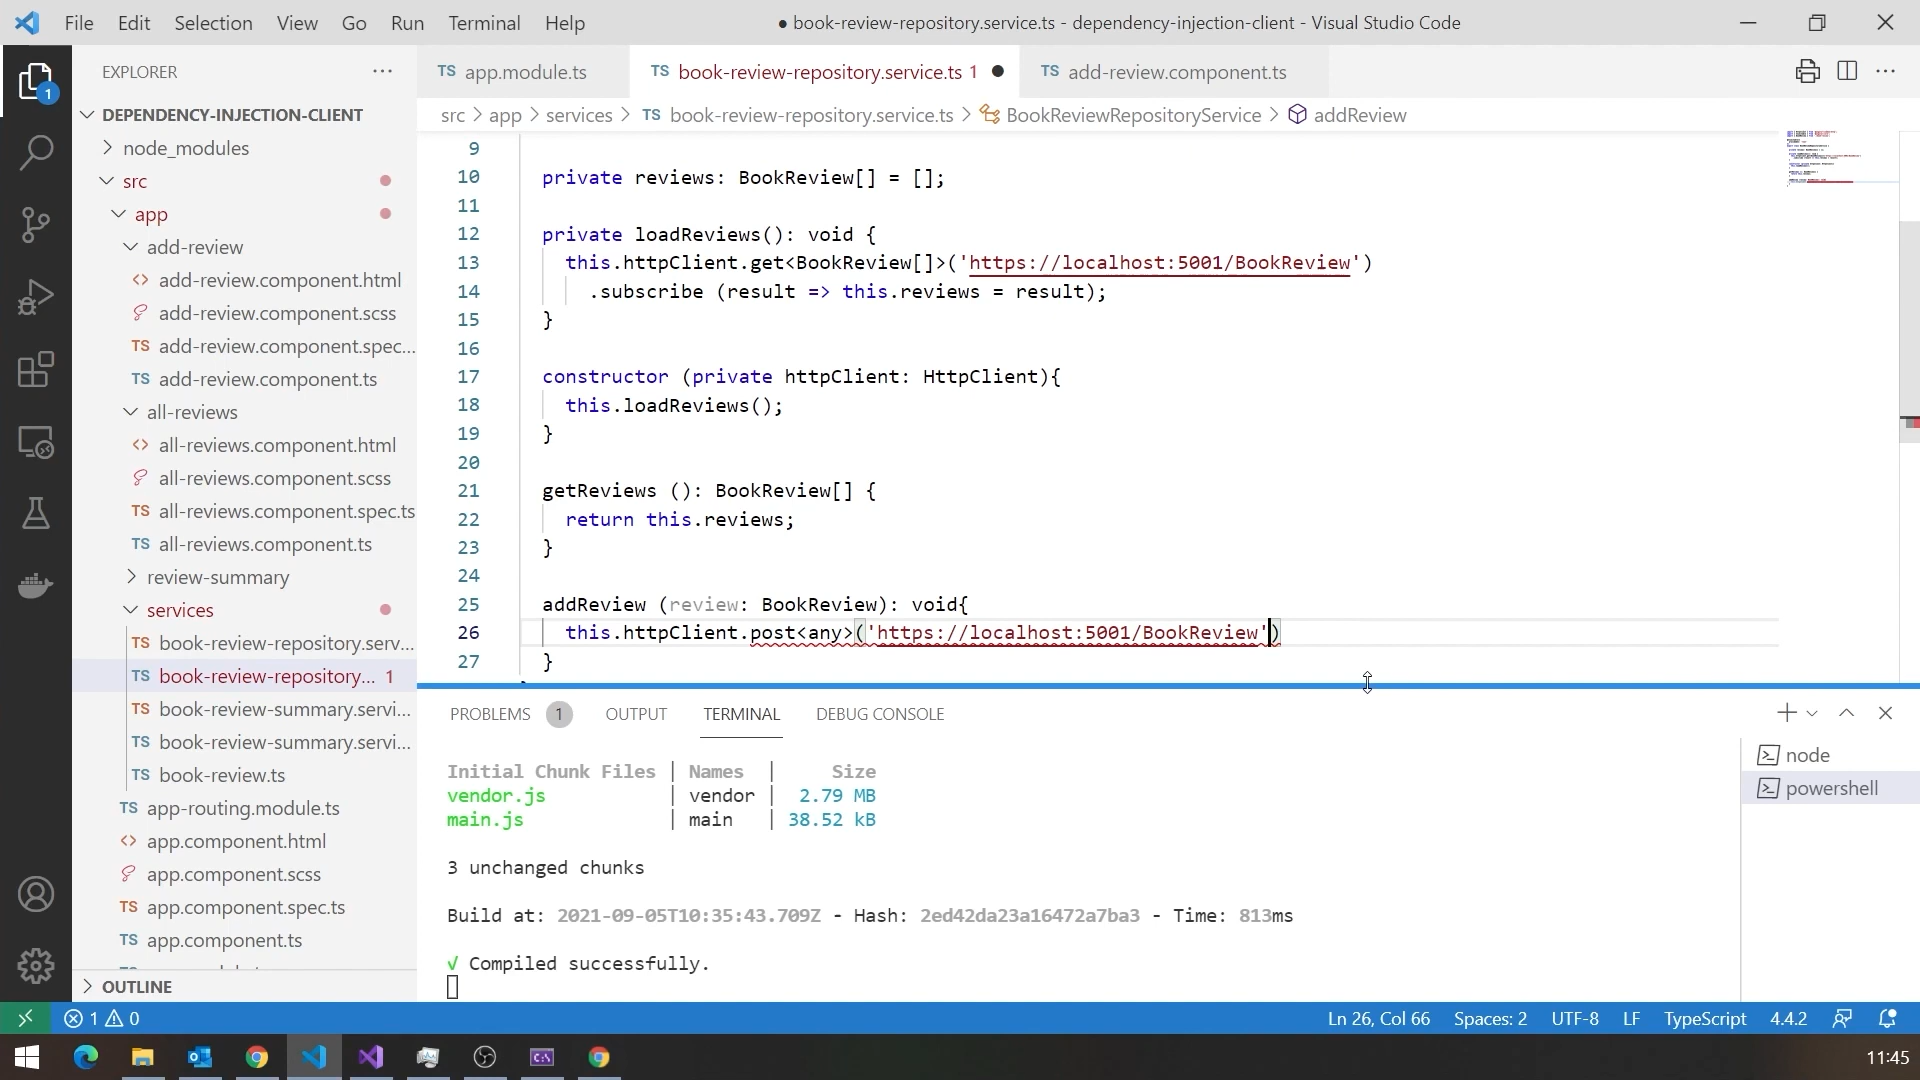 File Edit Selection View Go Run Terminal Help
● book-review-repository.service.ts - dependency-injection-client - Visual Studio Code
EXPLORER
1
DEPENDENCY-INJECTION-CLIENT
node_modules
src
app
add-review
add-review.component.html
add-review.component.scss
TS add-review.component.spec...
TS add-review.component.ts
all-reviews
all-reviews.component.html
all-reviews.component.scss
TS all-reviews.component.spec.ts
TS all-reviews.component.ts
review-summary
services
TS book-review-repository.serv...
TS book-review-repository... 1
TS book-review-summary.servi...
TS book-review-summary.servi...
TS book-review.ts
TS app-routing.module.ts
app.component.html
app.component.scss
TS app.component.spec.ts
TS app.component.ts
OUTLINE
TS app.module.ts
TS book-review-repository.service.ts 1 ●
TS add-review.component.ts
src > app > services > TS book-review-repository.service.ts > BookReviewRepositoryService > addReview
9
10 private reviews: BookReview[] = [];
11
12 private loadReviews(): void {
13 this.httpClient.get<BookReview[]>('https://localhost:5001/BookReview')
14 .subscribe (result => this.reviews = result);
15 }
16
17 constructor (private httpClient: HttpClient){
18 this.loadReviews();
19 }
20
21 getReviews (): BookReview[] {
22 return this.reviews;
23 }
24
25 addReview (review: BookReview): void{
26 this.httpClient.post<any>('https://localhost:5001/BookReview')
27 }
PROBLEMS 1 OUTPUT TERMINAL DEBUG CONSOLE
Initial Chunk Files | Names | Size
vendor.js | vendor | 2.79 MB
main.js | main | 38.52 kB
3 unchanged chunks
Build at: 2021-09-05T10:35:43.709Z - Hash: 2ed42da23a16472a7ba3 - Time: 813ms
√ Compiled successfully.
node
powershell
1 0
Ln 26, Col 66 Spaces: 2 UTF-8 LF TypeScript 4.4.2
11:45